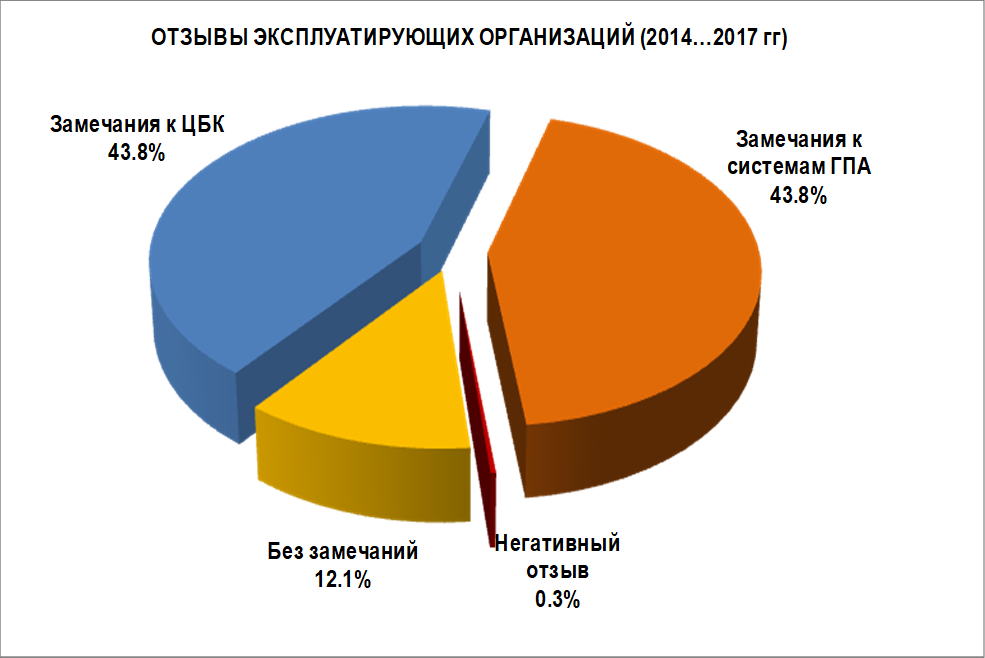 ОТЗЫВЫ ЭКСПЛУАТИРУЮЩИХ ОРГАНИЗАЦИЙ (2014…2017 гг)
Замечания к ЦБК
43.8%
Замечания к
системам ГПА
43.8%
Без замечаний
12.1%
Негативный
отзыв
0.3%